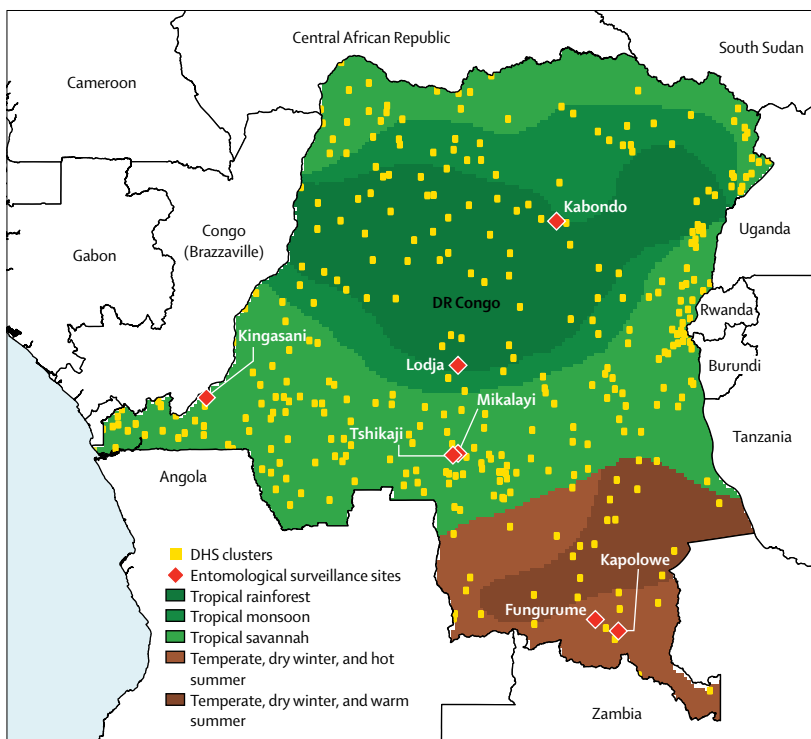 Central African Republic
South Sudan
Cameroon
Kabondo
Congo
(Brazzaville)
Uganda
Gabon
DR Congo
Rwanda
Kingasani
Lodja
Burundi
Mikalayi
Tshikaji
Tanzania
Angola
DHS clusters
Entomological surveillance sites
Tropical rainforest
Tropical monsoon
Tropical savannah
Temperate, dry winter, and hot
summer
Temperate, dry winter, and warm
summer
Kapolowe
Fungurume
Zambia